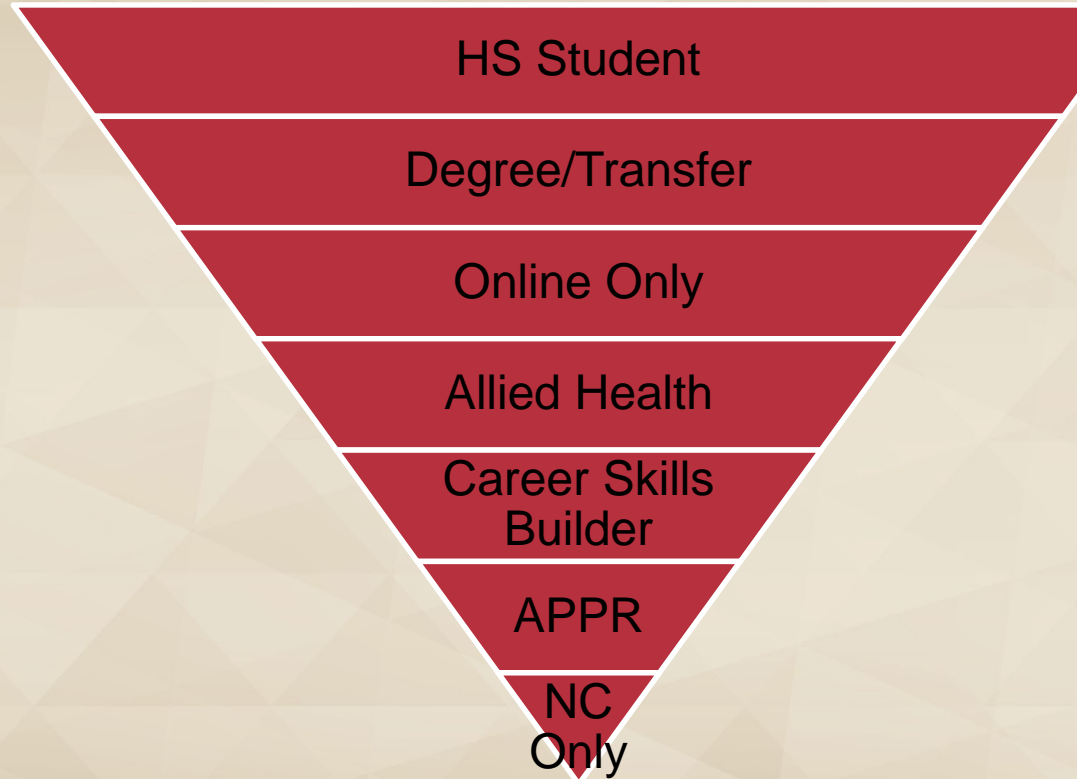 HS Student
Degree/Transfer
Online Only
Allied Health
Career Skills
Builder
APPR
NC
Only